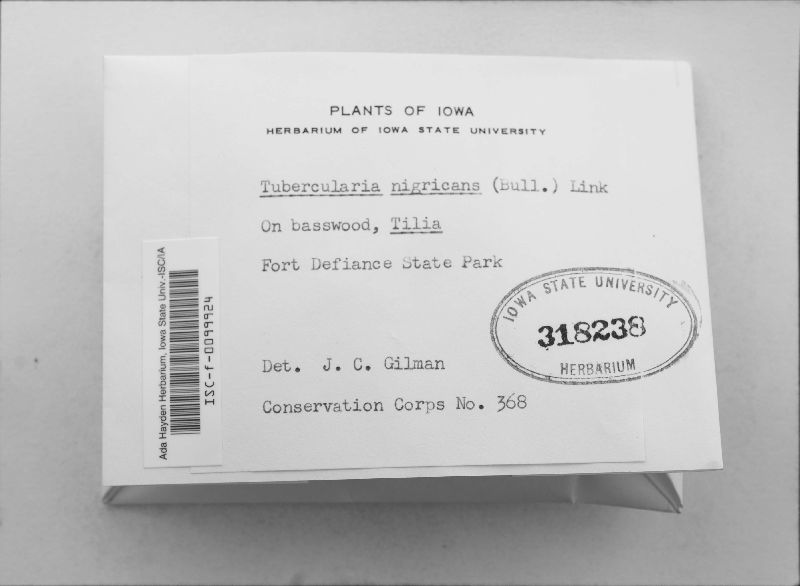 PLANTS OF IOWA
HERBARIUM OF IOWA STATE UNIVERSITY
Tubercularia nigricans (Bull.) Link
On basswood, Tilia
Fort Defiance State Park
Det. J. C. Gilman
Conservation Corps No. 368
IOWA STATE UNIVERSITY
318238
HERBARIUM
Ada Hayden Herbarium, Iowa State Univ.-ISC/IA
ISC-f-0099924